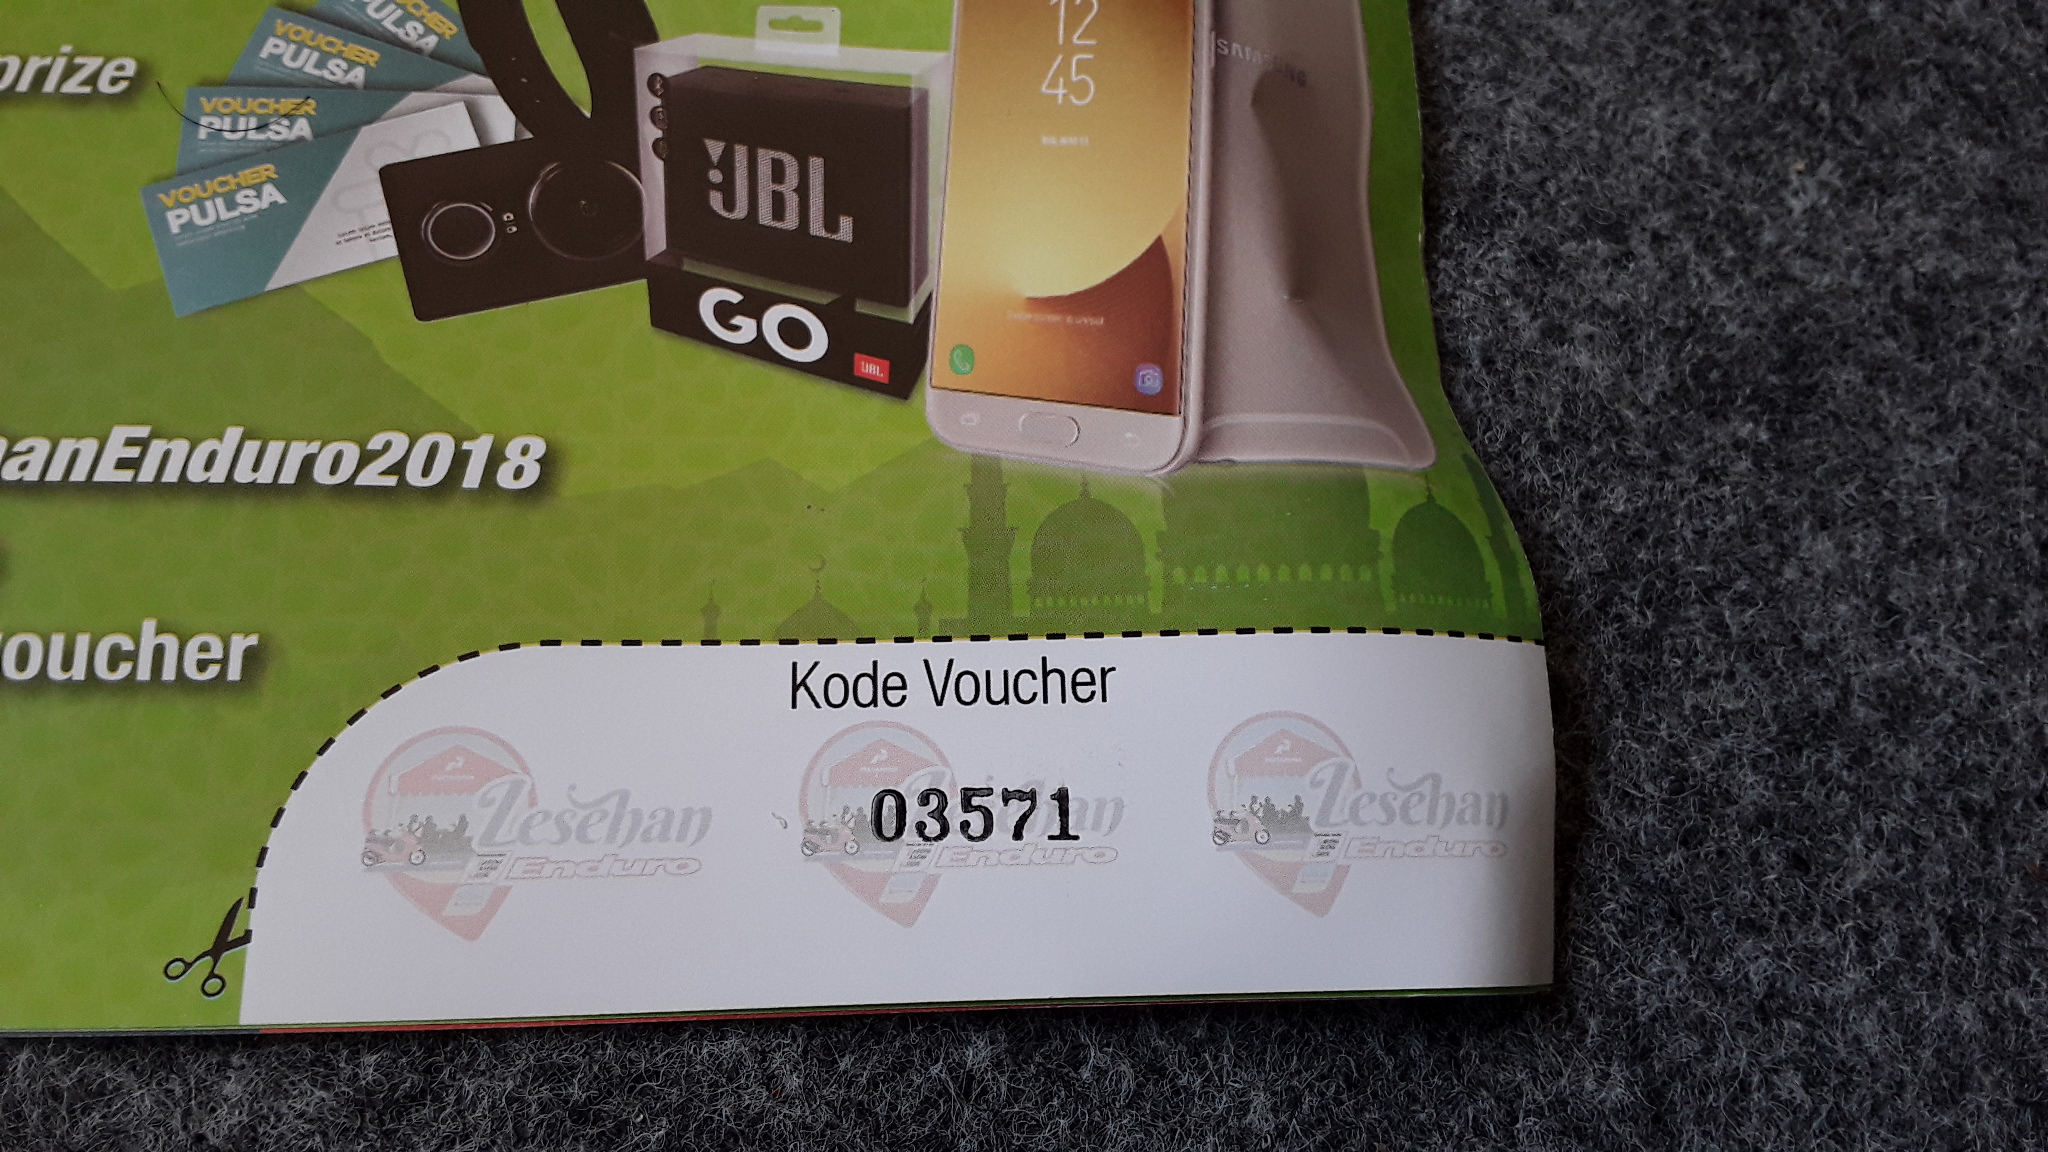 VOUCHER
PULSA
VOUCHER
PULSA
VOUCHER
PULSA
VOUCHER
PULSA
prize
JBL
GO
JBL
12
45
SAMSUNG
anEnduro2018
oucher
Kode Voucher
03571
Lesehan
Enduro
Lesehan
Enduro
Lesehan
Enduro